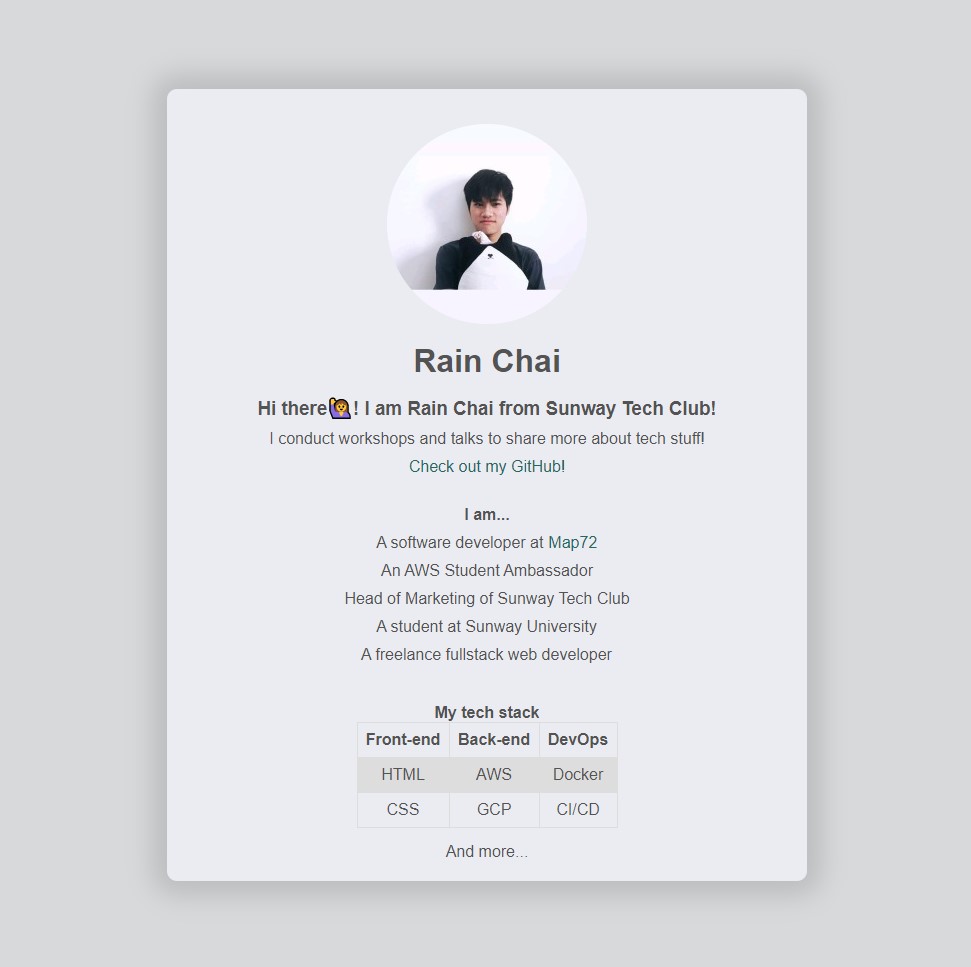 Rain Chai
Hi there🙋! I am Rain Chai from Sunway Tech Club!
I conduct workshops and talks to share more about tech stuff!
Check out my GitHub!
I am...
A software developer at Map72
An AWS Student Ambassador
Head of Marketing of Sunway Tech Club
A student at Sunway University
A freelance fullstack web developer
My tech stack
Front-end Back-end DevOps
HTML AWS Docker
CSS GCP CI/CD
And more...